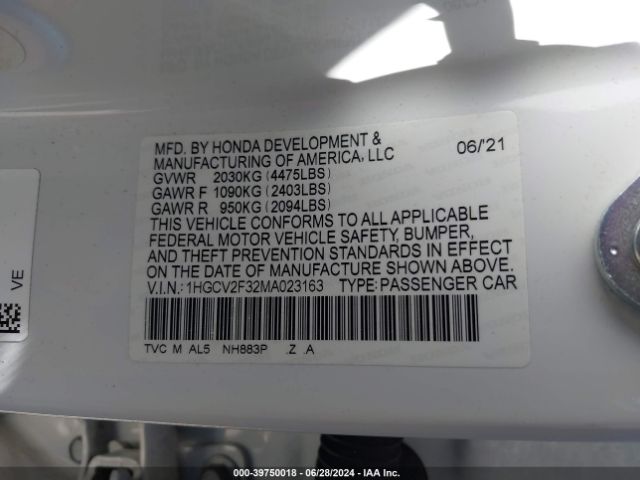 MFD. BY HONDA DEVELOPMENT &
MANUFACTURING OF AMERICA, LLC 06/'21
GVWR 2030KG (4475LBS)
GAWR F 1090KG (2403LBS)
GAWR R 950KG (2094LBS)
THIS VEHICLE CONFORMS TO ALL APPLICABLE
FEDERAL MOTOR VEHICLE SAFETY, BUMPER,
AND THEFT PREVENTION STANDARDS IN EFFECT
ON THE DATE OF MANUFACTURE SHOWN ABOVE.
V.I.N.: 1HGCV2F32MA023163 TYPE: PASSENGER CAR
TVC M AL5 NH883P .Z .A
VE
000-39750018 - 06/28/2024 - IAA Inc.